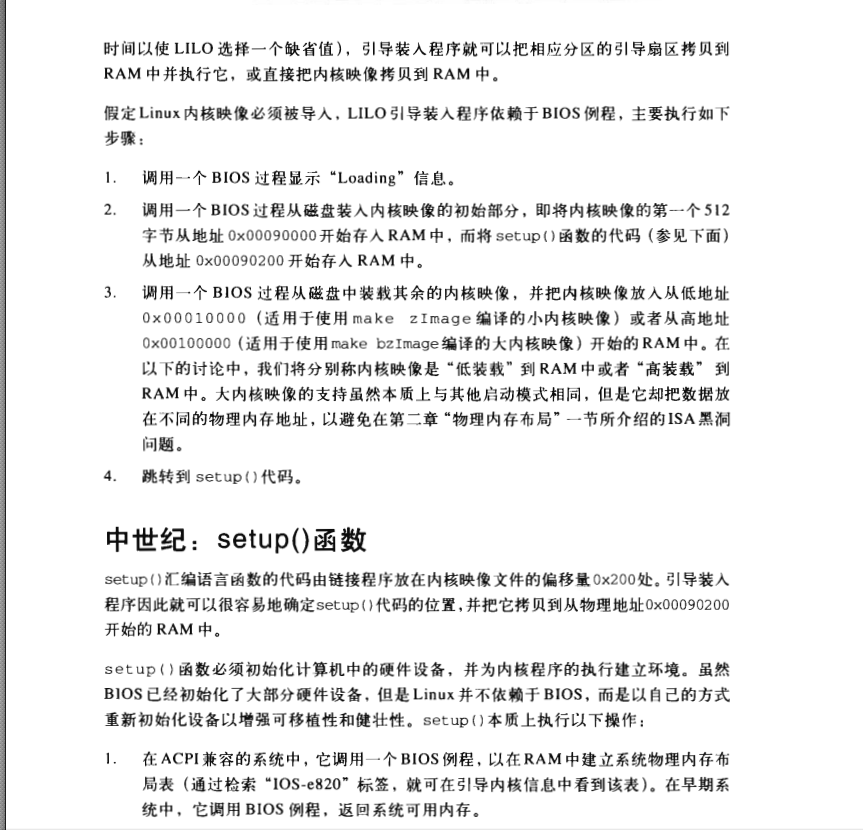 时间以使 LILO 选择一个缺省值），引导装入程序就可以把相应分区的引导扇区拷贝到
RAM 中并执行它，或直接把内核映像拷贝到 RAM 中。
假定 Linux 内核映像必须被导入，LILO 引导装入程序依赖于 BIOS 例程，主要执行如下
步骤：
1. 调用一个 BIOS 过程显示“Loading”信息。
2. 调用一个 BIOS 过程从磁盘装入内核映像的初始部分，即将内核映像的第一个 512
字节从地址 0x00090000 开始存入 RAM 中，而将 setup()函数的代码（参见下面）
从地址 0x00090200 开始存入 RAM 中。
3. 调用一个 BIOS 过程从磁盘中装载其余的内核映像，并把内核映像放入从低地址
0x00010000（适用于使用 make zImage 编译的小内核映像）或者从高地址
0x00100000（适用于使用 make bzImage 编译的大内核映像）开始的 RAM 中。在
以下的讨论中，我们将分别称内核映像是“低装载”到 RAM 中或者“高装载” 到
RAM 中。大内核映像的支持虽然本质上与其他启动模式相同，但是它却把数据放
在不同的物理内存地址，以避免在第二章“物理内存布局”一节所介绍的 ISA 黑洞
问题。
4. 跳转到 setup()代码。
中世纪：setup()函数
setup()汇编语言函数的代码由链接程序放在内核映像文件的偏移量0x200处。引导装入
程序因此就可以很容易地确定setup()代码的位置，并把它拷贝到从物理地址0x00090200
开始的 RAM 中。
setup()函数必须初始化计算机中的硬件设备，并为内核程序的执行建立环境。虽然
BIOS 已经初始化了大部分硬件设备，但是 Linux 并不依赖于 BIOS，而是以自己的方式
重新初始化设备以增强可移植性和健壮性。setup()本质上执行以下操作：
1. 在 ACPI 兼容的系统中，它调用一个 BIOS 例程，以在 RAM 中建立系统物理内存布
局表（通过检索“IOS-e820”标签，就可在引导内核信息中看到该表）。在早期系
统中，它调用 BIOS 例程，返回系统可用内存。